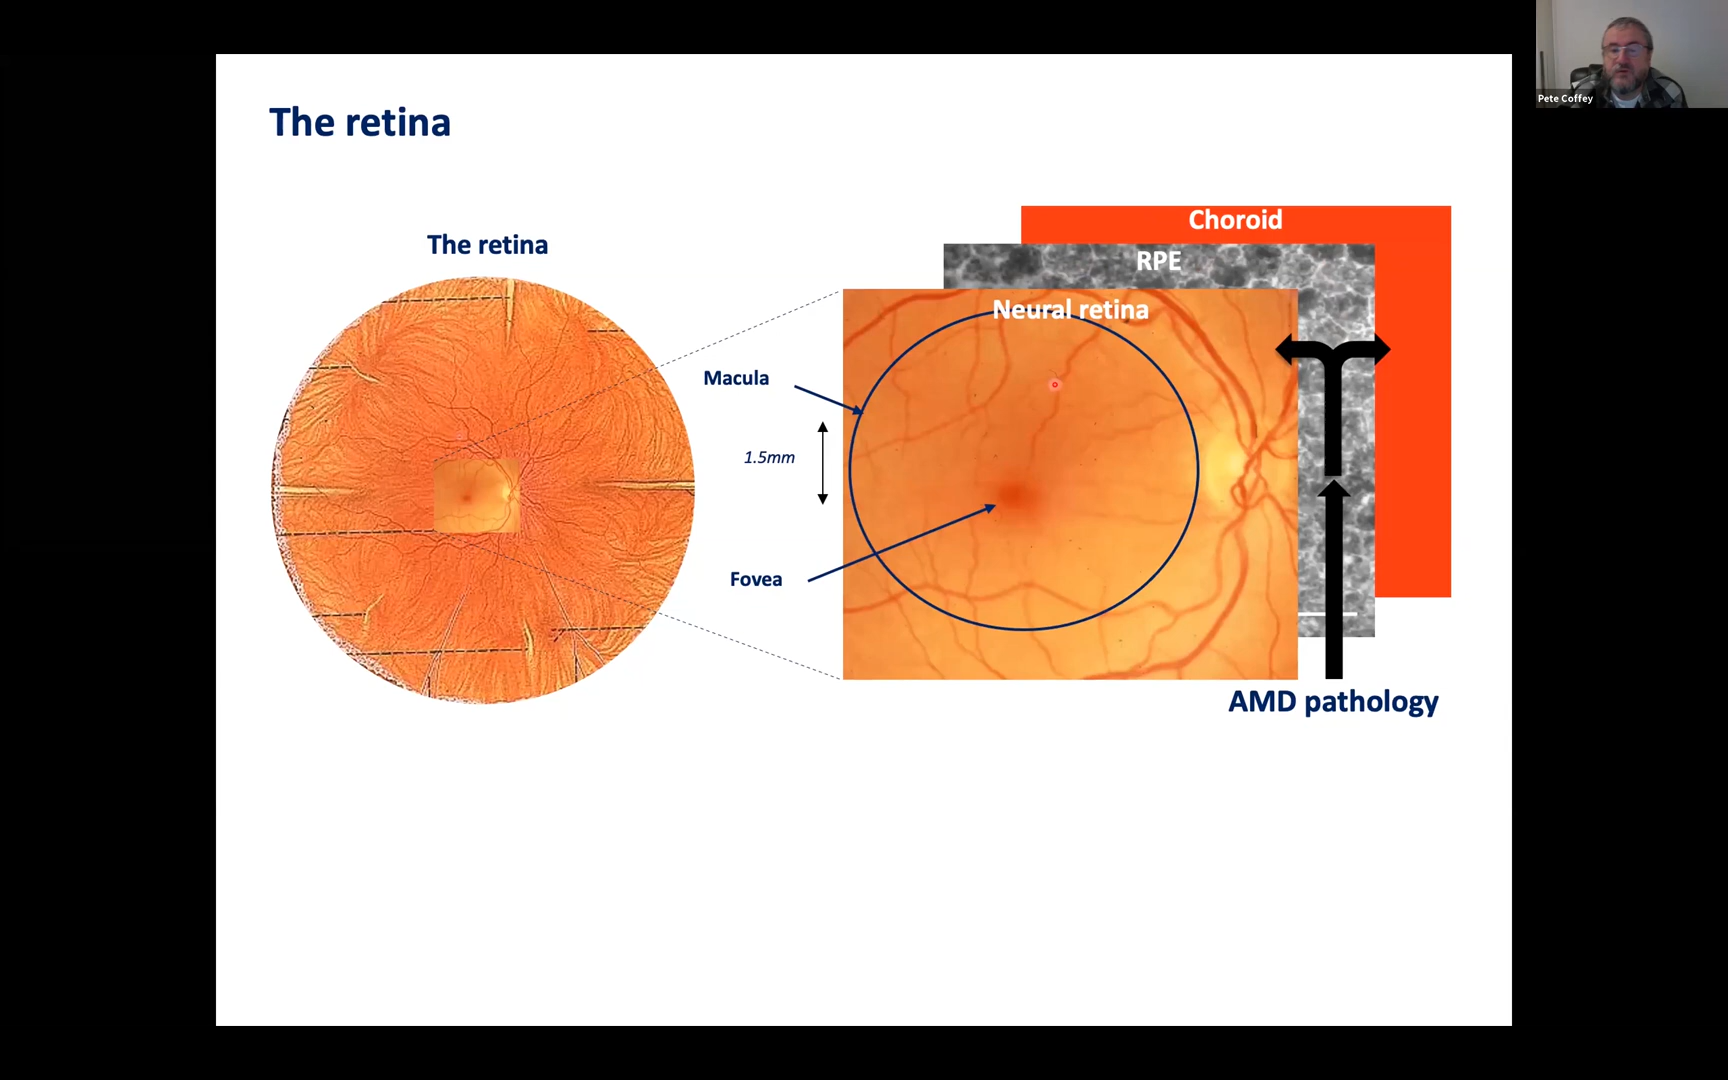 Pete Coffey
The retina
The retina
Choroid
RPE
Neural retina
Macula
1.5mm
Fovea
AMD pathology